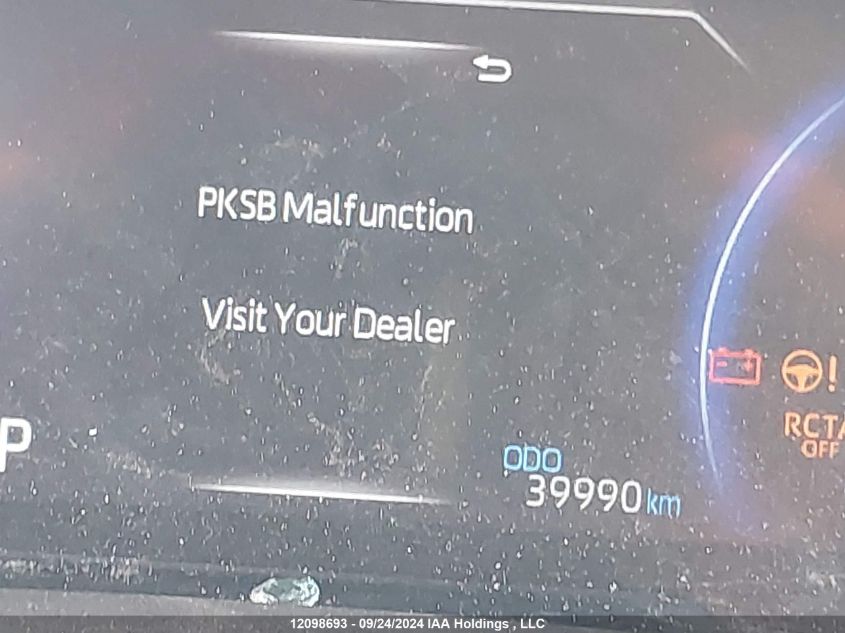 PKSB Malfunction
Visit Your Dealer
P
!
RCTA
OFF
ODO
39990 km
12098693 - 09/24/2024 IAA Holdings , LLC